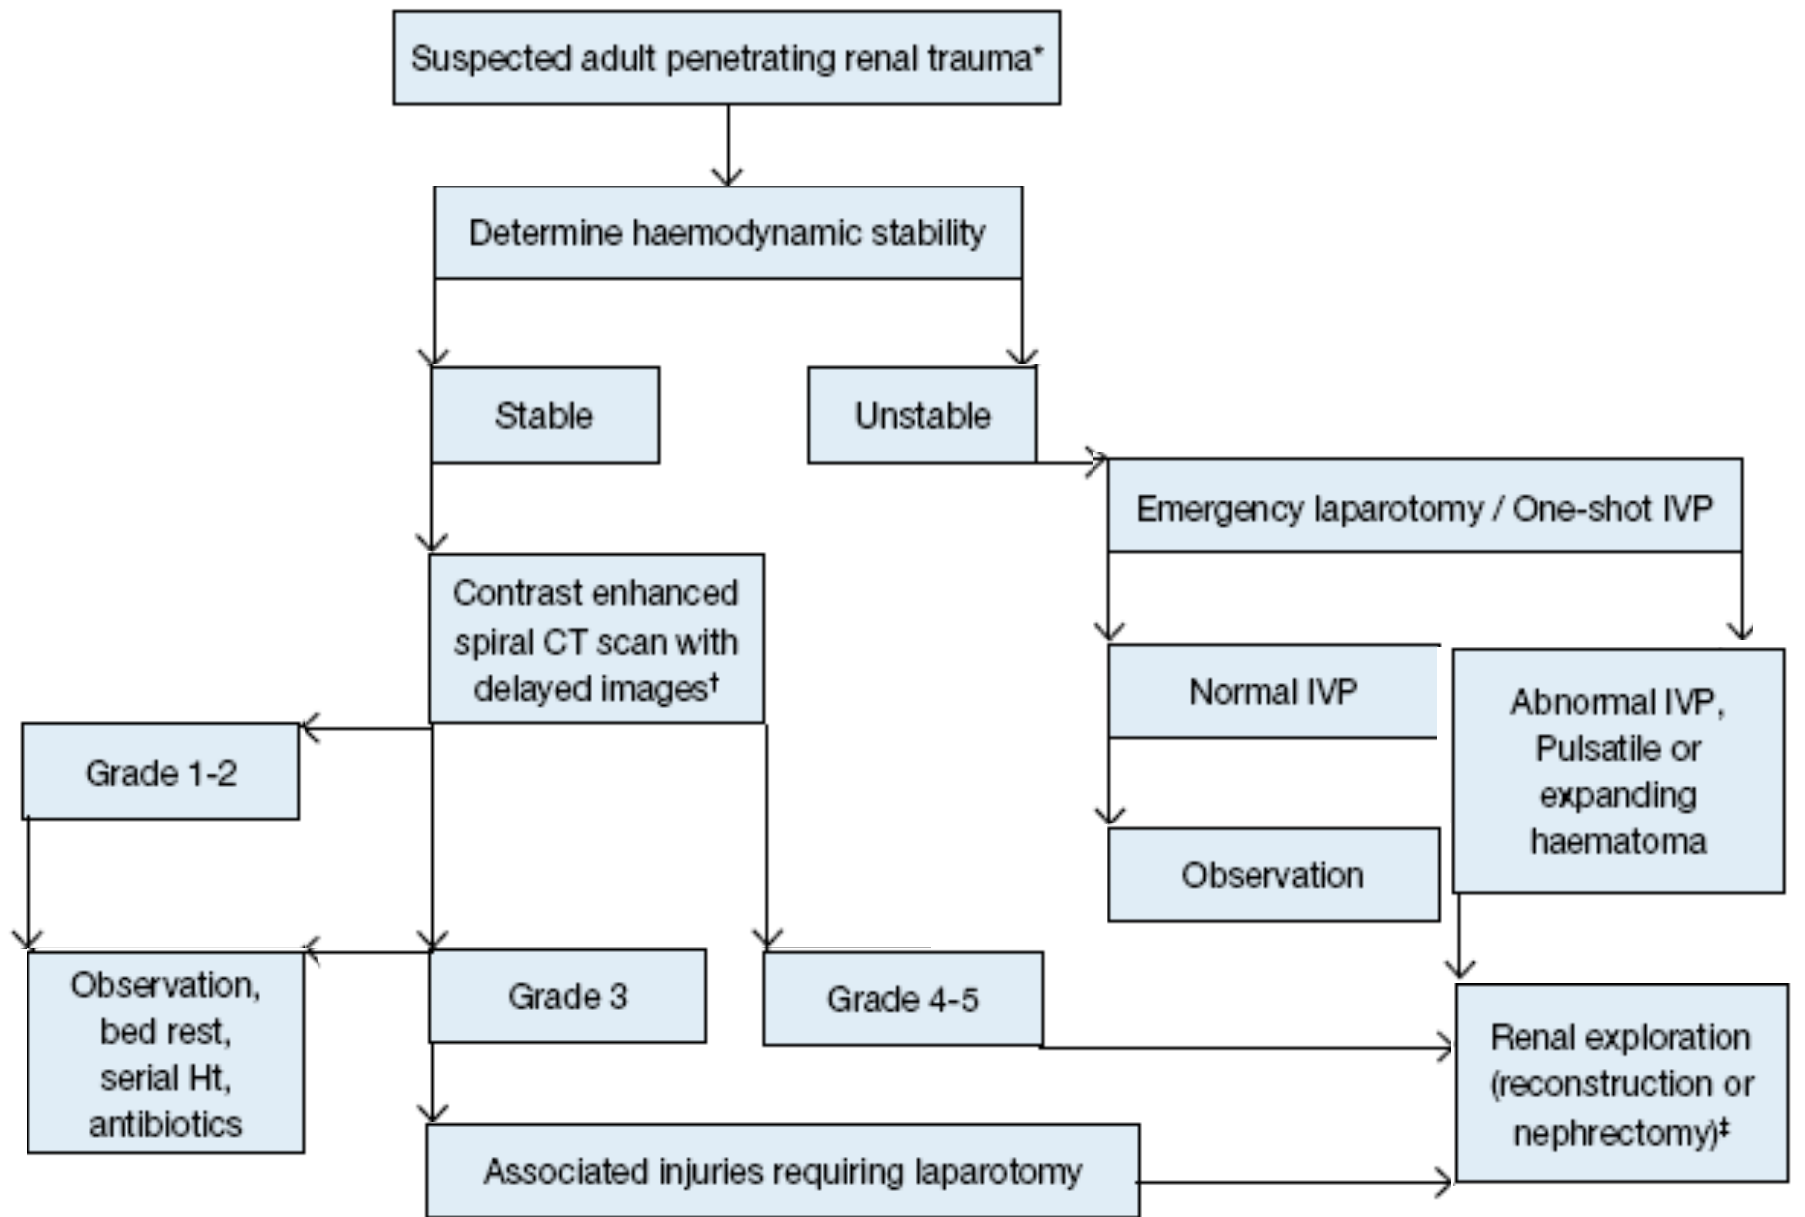 Suspected adult penetrating renal trauma*
Determine haemodynamic stability
Stable
Unstable
Emergency laparotomy / One-shot IVP
Contrast enhanced
spiral CT scan with
delayed images†
Normal IVP
Abnormal IVP,
Pulsatile or
expanding
haematoma
Grade 1-2
Observation
Observation,
bed rest,
serial Ht,
antibiotics
Grade 3
Grade 4-5
Renal exploration
(reconstruction or
nephrectomy)‡
Associated injuries requiring laparotomy